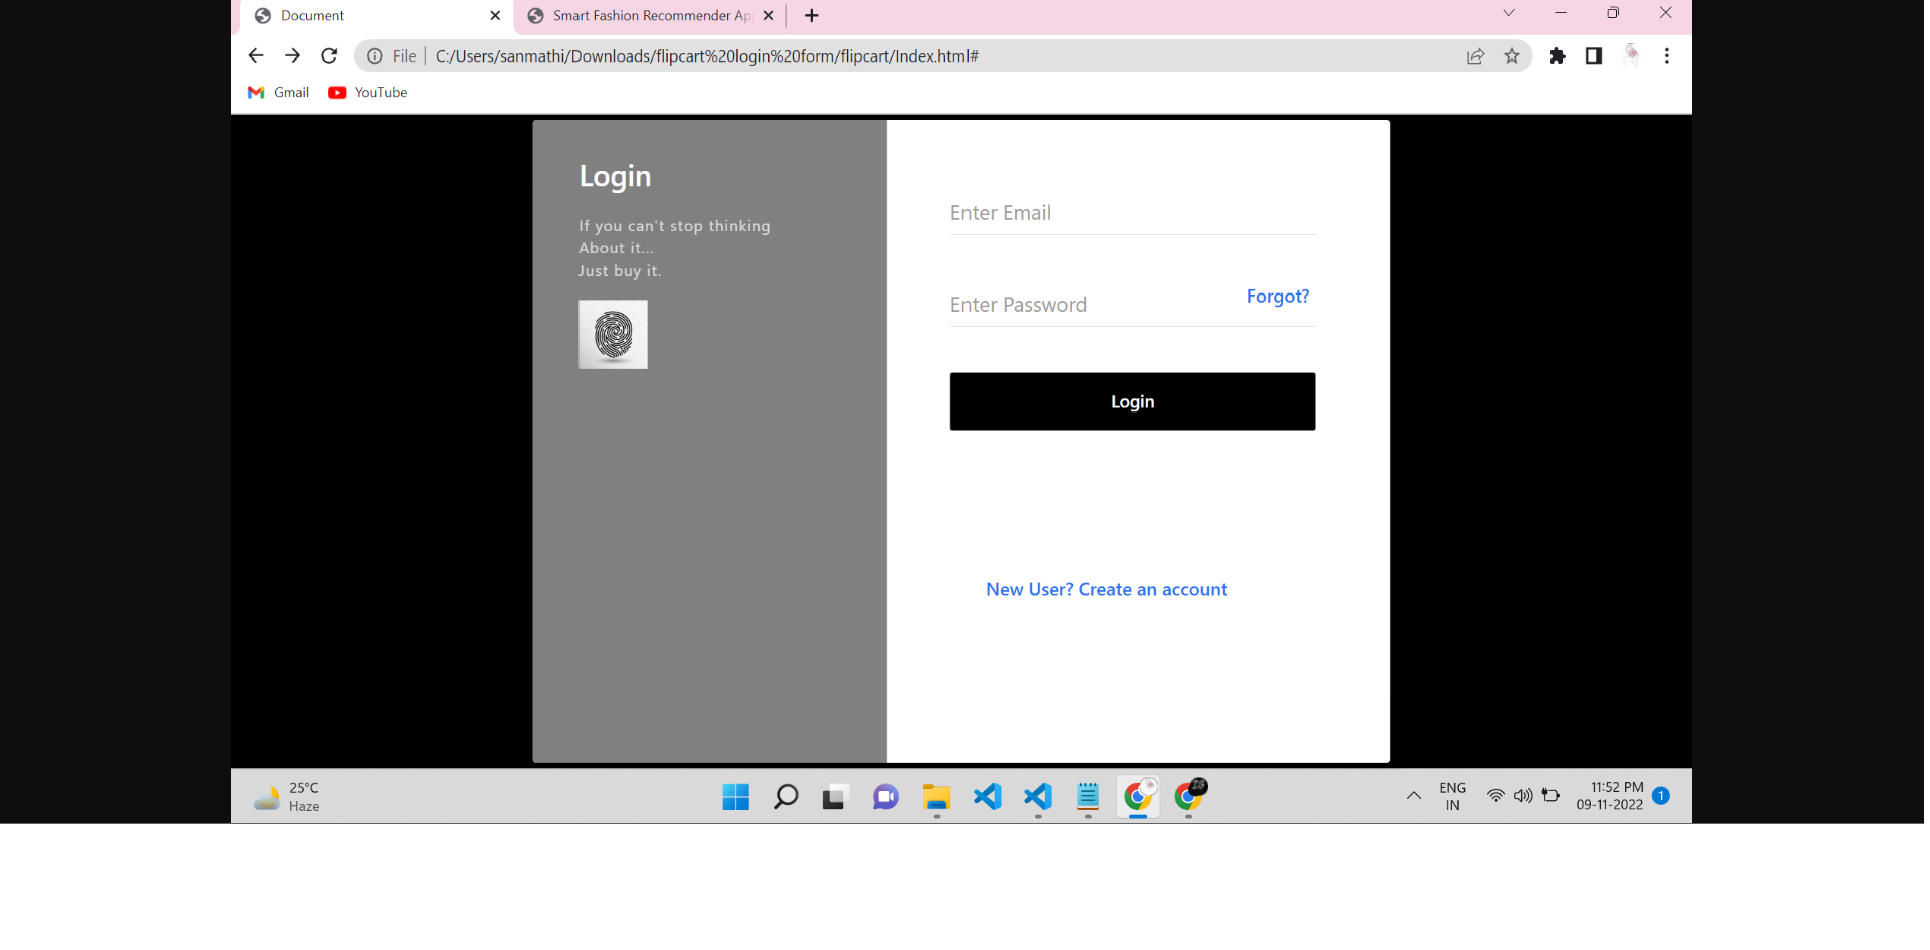 Document
Smart Fashion Recommender Ap
File
C:/Users/sanmathi/Downloads/flipcart%20login%20form/flipcart/Index.html#
Gmail
YouTube
Login
If you can't stop thinking
About it...
Just buy it.
Enter Email
Enter Password
Forgot?
Login
New User? Create an account
25°C
Haze
ENG
IN
11:52 PM
09-11-2022
1